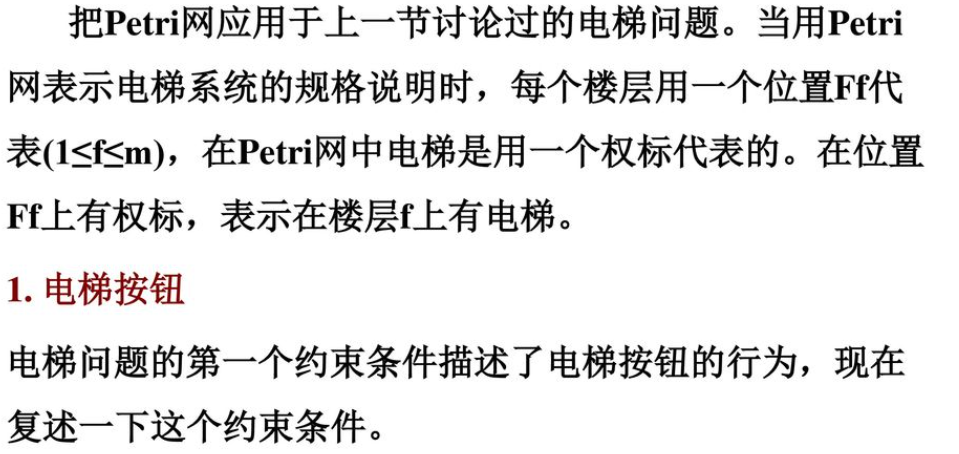 把Petri网应用于上一节讨论过的电梯问题。当用Petri
网表示电梯系统的规格说明时，每个楼层用一个位置Ff代
表(1≤f≤m)，在Petri网中电梯是用一个权标代表的。在位置
Ff上有权标，表示在楼层f上有电梯。
1. 电梯按钮
电梯问题的第一个约束条件描述了电梯按钮的行为，现在
复述一下这个约束条件。